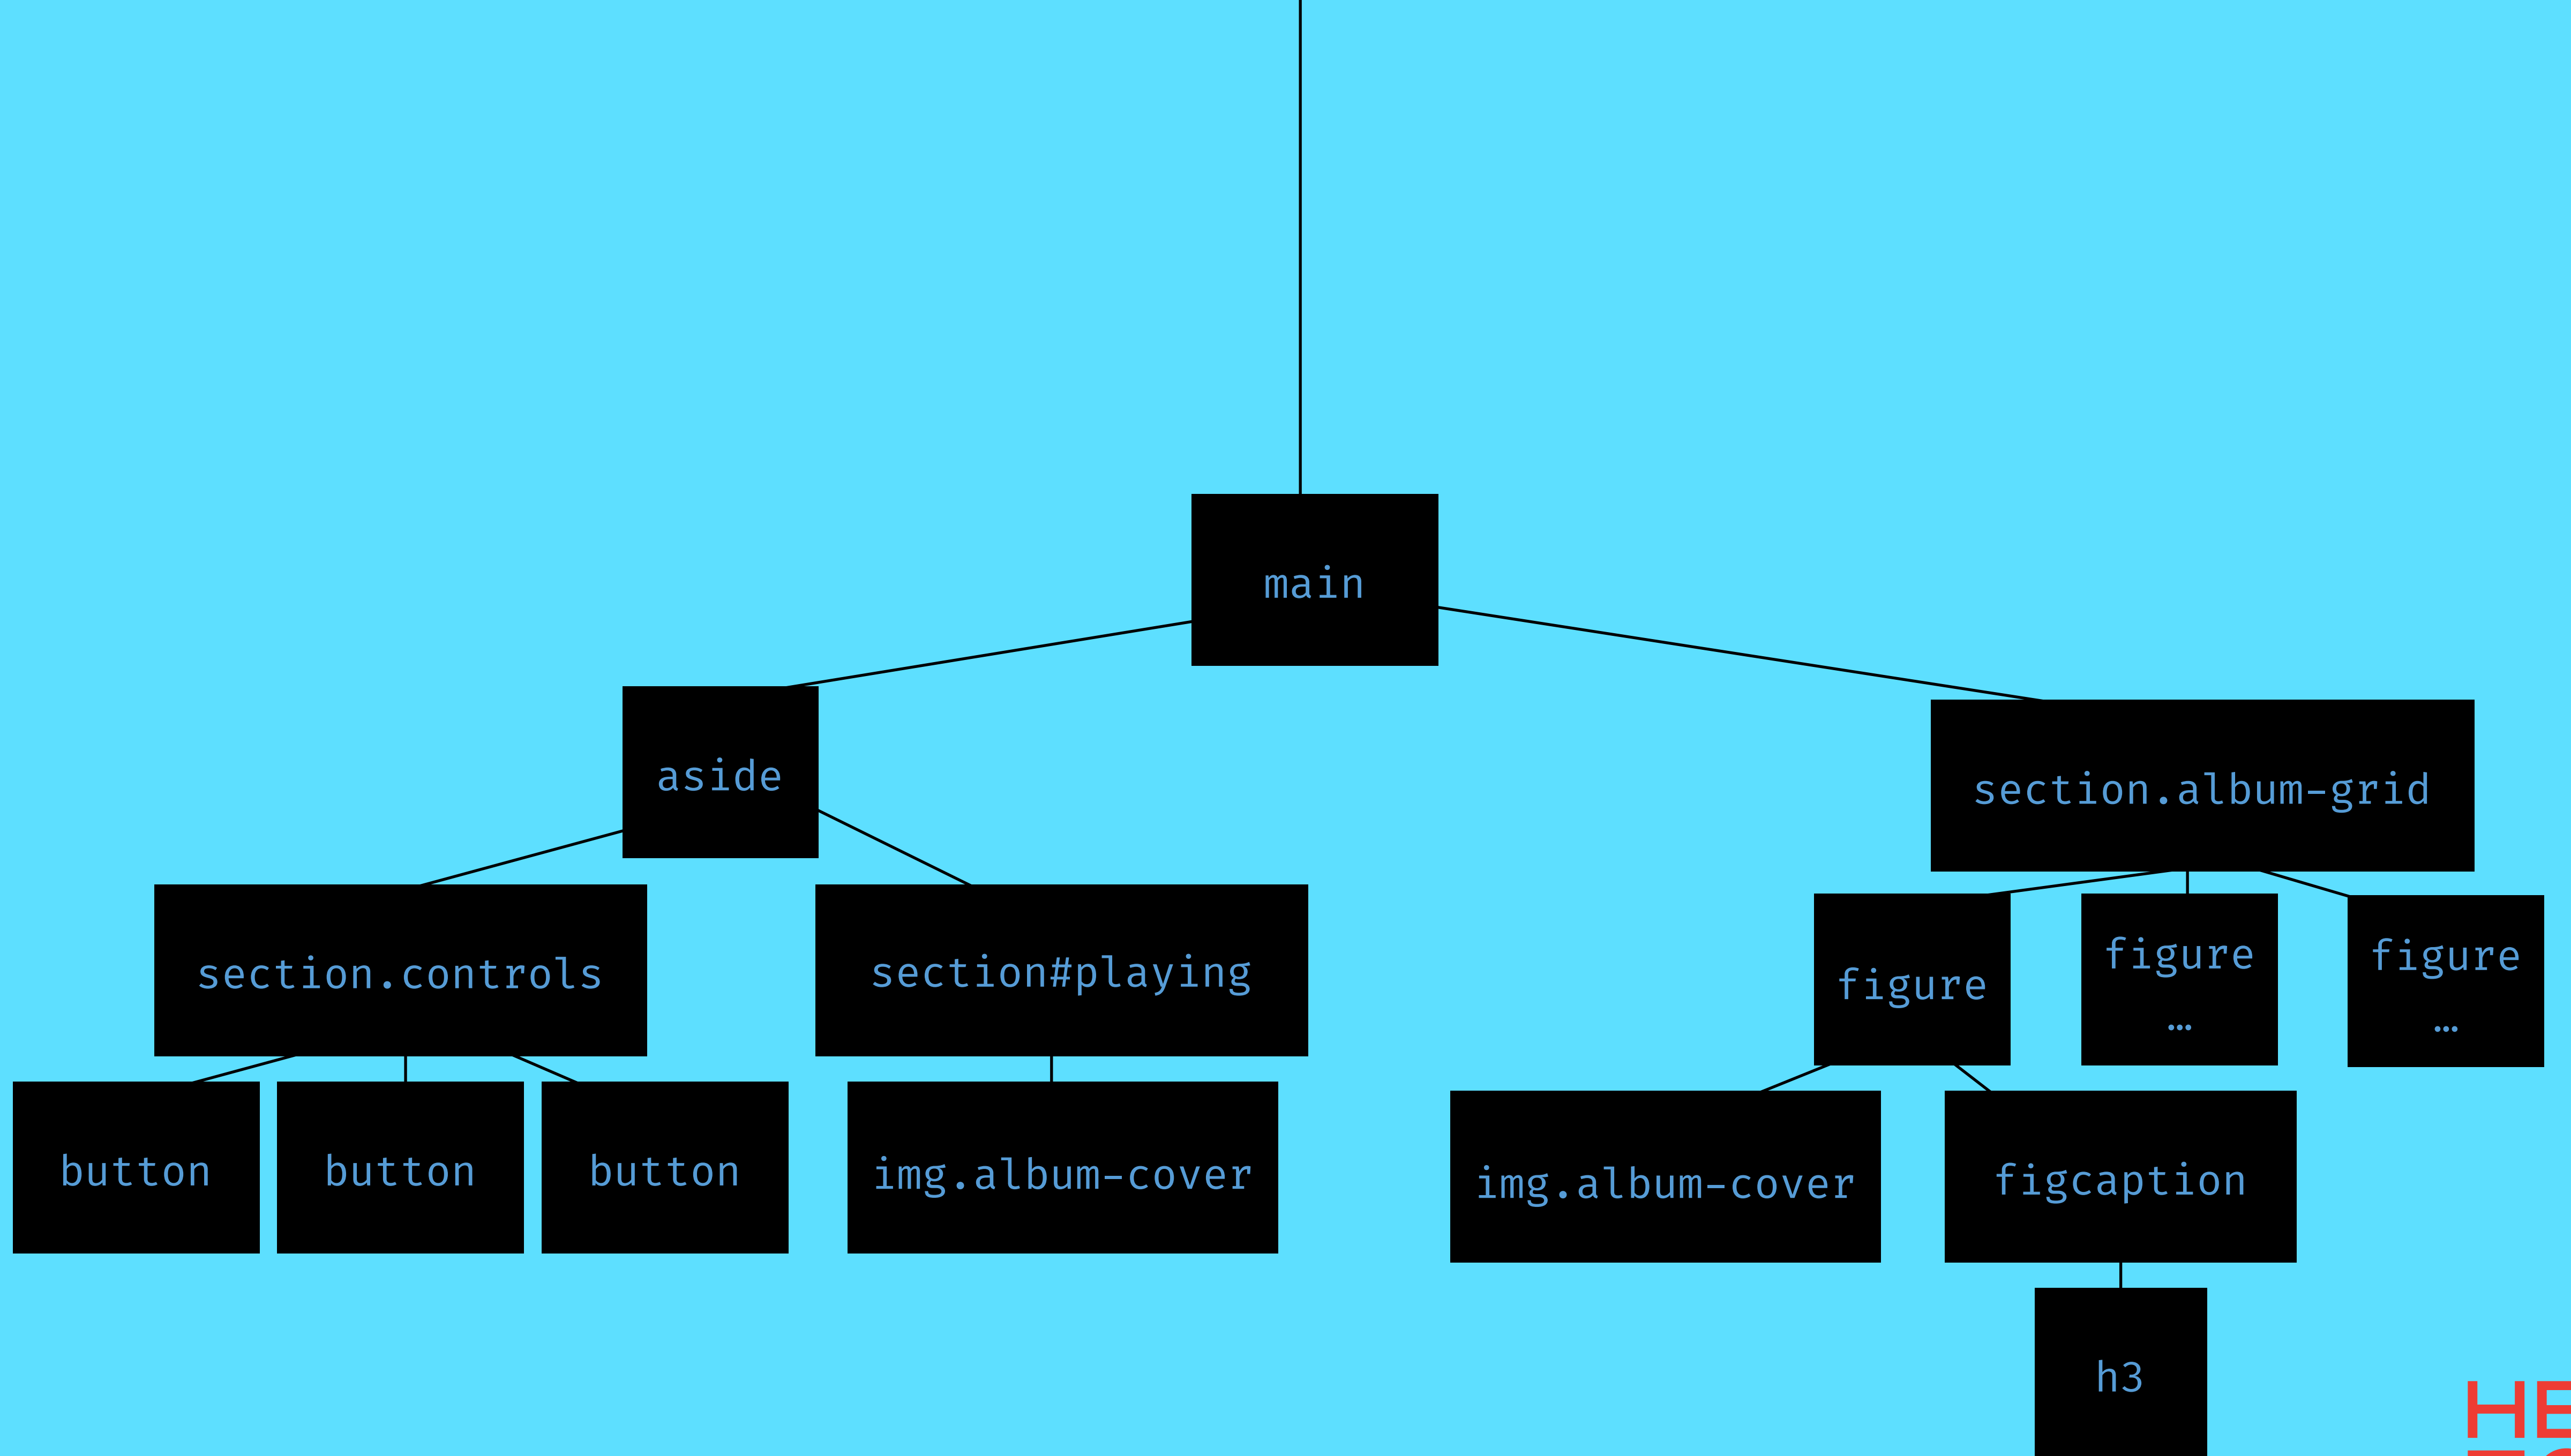 main
aside
section.album-grid
section.controls
section#playing
figure
figure
…
figure
…
button
button
button
img.album-cover
img.album-cover
figcaption
h3
HE